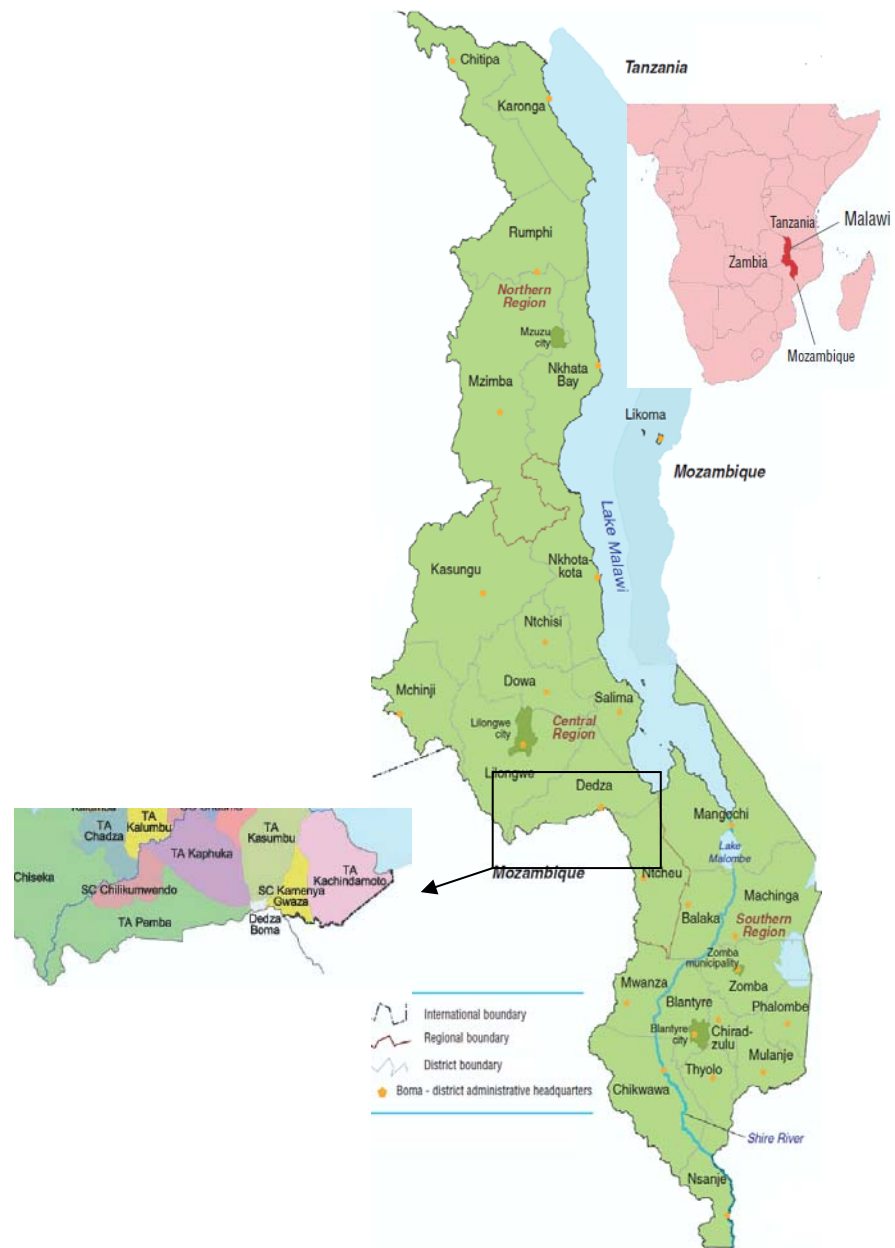 Chitipa
Tanzania
Karonga
Tanzania
Malawi
Rumphi
Zambia
Northern
Region
Mzuzu
city
Mozambique
Nkhata
Bay
Mzimba
Likoma
Mozambique
Lake Malawi
Nkhota-
kota
Kasungu
Ntchisi
Dowa
Mchinji
Salima
Lilongwe
city
Central
Region
Lilongwe
Dedza
Mangochi
TA
Chadza
TA
Kalumbu
TA
Kasumbu
TA Kaphuka
TA
Kachindamoto
Chiseka
SC Chilikumwendo
SC Kamenya
Gwaza
TA Pemba
Dedza
Boma
Lake
Malombe
Mozambique
Ntcheu
Machinga
Balaka
Southern
Region
Zomba
municipality
Zomba
Mwanza
Blantyre
Phalombe
Blantyre
city
Chirad-
zulu
Mulanje
Thyolo
Chikwawa
International boundary
Regional boundary
District boundary
Boma - district administrative headquarters
Shire River
Nsanje